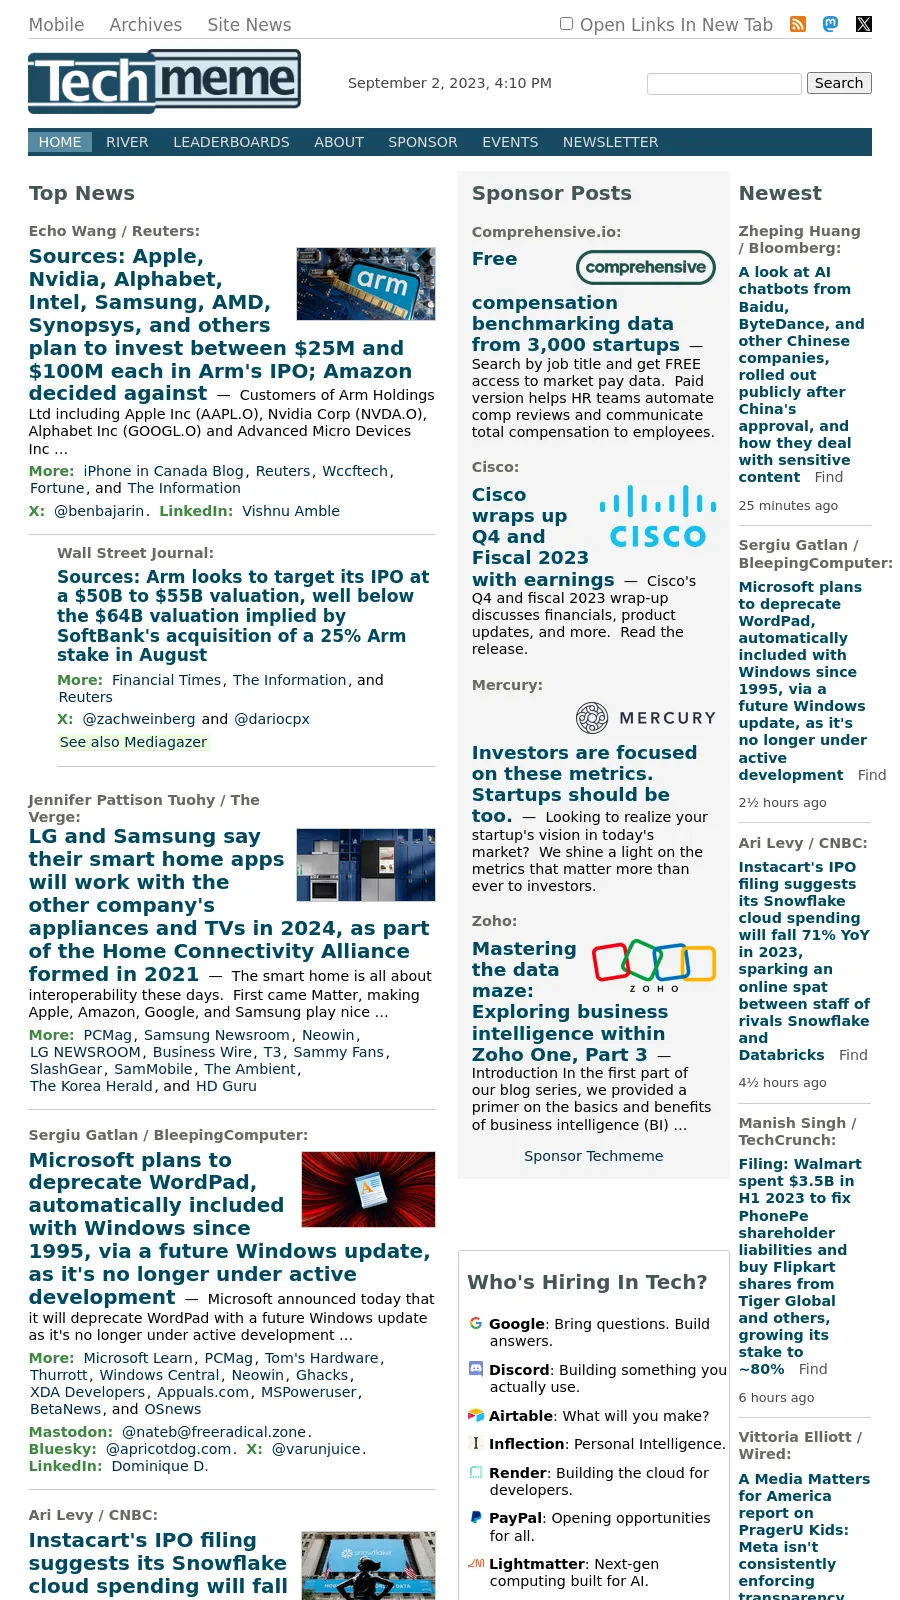 Mobile Archives Site News
Open Links In New Tab
Techmeme
September 2, 2023, 4:10 PM
Search
HOME RIVER LEADERBOARDS ABOUT SPONSOR EVENTS NEWSLETTER
Top News
Echo Wang / Reuters:
arm
Sources: Apple,
Nvidia, Alphabet,
Intel, Samsung, AMD,
Synopsys, and others
plan to invest between $25M and
$100M each in Arm's IPO; Amazon
decided against — Customers of Arm Holdings
Ltd including Apple Inc (AAPL.O), Nvidia Corp (NVDA.O),
Alphabet Inc (GOOGL.O) and Advanced Micro Devices
Inc …
More: iPhone in Canada Blog, Reuters, Wccftech,
Fortune, and The Information
X: @benbajarin. LinkedIn: Vishnu Amble
Wall Street Journal:
Sources: Arm looks to target its IPO at
a $50B to $55B valuation, well below
the $64B valuation implied by
SoftBank's acquisition of a 25% Arm
stake in August
More: Financial Times, The Information, and
Reuters
X: @zachweinberg and @dariocpx
See also Mediagazer
Jennifer Pattison Tuohy / The
Verge:
LG and Samsung say
their smart home apps
will work with the
other company's
appliances and TVs in 2024, as part
of the Home Connectivity Alliance
formed in 2021 — The smart home is all about
interoperability these days. First came Matter, making
Apple, Amazon, Google, and Samsung play nice …
More: PCMag, Samsung Newsroom, Neowin,
LG NEWSROOM, Business Wire, T3, Sammy Fans,
SlashGear, SamMobile, The Ambient,
The Korea Herald, and HD Guru
Sergiu Gatlan / BleepingComputer:
Microsoft plans to
deprecate WordPad,
automatically included
with Windows since
1995, via a future Windows update,
as it's no longer under active
development — Microsoft announced today that
it will deprecate WordPad with a future Windows update
as it's no longer under active development …
More: Microsoft Learn, PCMag, Tom's Hardware,
Thurrott, Windows Central, Neowin, Ghacks,
XDA Developers, Appuals.com, MSPoweruser,
BetaNews, and OSnews
Mastodon: @nateb@freeradical.zone.
Bluesky: @apricotdog.com. X: @varunjuice.
LinkedIn: Dominique D.
Ari Levy / CNBC:
Instacart's IPO filing
suggests its Snowflake
cloud spending will fall
snowflake
Sponsor Posts
Comprehensive.io:
comprehensive
Free
compensation
benchmarking data
from 3,000 startups —
Search by job title and get FREE
access to market pay data. Paid
version helps HR teams automate
comp reviews and communicate
total compensation to employees.
Cisco:
CISCO
Cisco
wraps up
Q4 and
Fiscal 2023
with earnings — Cisco's
Q4 and fiscal 2023 wrap-up
discusses financials, product
updates, and more. Read the
release.
Mercury:
MERCURY
Investors are focused
on these metrics.
Startups should be
too. — Looking to realize your
startup's vision in today's
market? We shine a light on the
metrics that matter more than
ever to investors.
Zoho:
ZOHO
Mastering
the data
maze:
Exploring business
intelligence within
Zoho One, Part 3 —
Introduction In the first part of
our blog series, we provided a
primer on the basics and benefits
of business intelligence (BI) …
Sponsor Techmeme
Who's Hiring In Tech?
Google: Bring questions. Build
answers.
Discord: Building something you
actually use.
Airtable: What will you make?
Inflection: Personal Intelligence.
Render: Building the cloud for
developers.
PayPal: Opening opportunities
for all.
Lightmatter: Next-gen
computing built for AI.
Newest
Zheping Huang
/ Bloomberg:
A look at AI
chatbots from
Baidu,
ByteDance, and
other Chinese
companies,
rolled out
publicly after
China's
approval, and
how they deal
with sensitive
content Find
25 minutes ago
Sergiu Gatlan /
BleepingComputer:
Microsoft plans
to deprecate
WordPad,
automatically
included with
Windows since
1995, via a
future Windows
update, as it's
no longer under
active
development Find
2½ hours ago
Ari Levy / CNBC:
Instacart's IPO
filing suggests
its Snowflake
cloud spending
will fall 71% YoY
in 2023,
sparking an
online spat
between staff of
rivals Snowflake
and
Databricks Find
4½ hours ago
Manish Singh /
TechCrunch:
Filing: Walmart
spent $3.5B in
H1 2023 to fix
PhonePe
shareholder
liabilities and
buy Flipkart
shares from
Tiger Global
and others,
growing its
stake to
~80% Find
6 hours ago
Vittoria Elliott /
Wired:
A Media Matters
for America
report on
PragerU Kids:
Meta isn't
consistently
enforcing
transparency